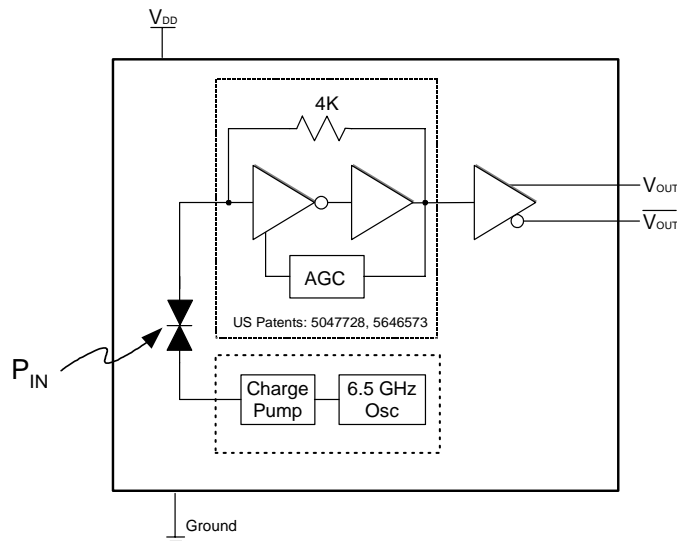 VDD
4K
VOUT
VOUT
AGC
US Patents: 5047728, 5646573
PIN
Charge
Pump
6.5 GHz
Osc
Ground